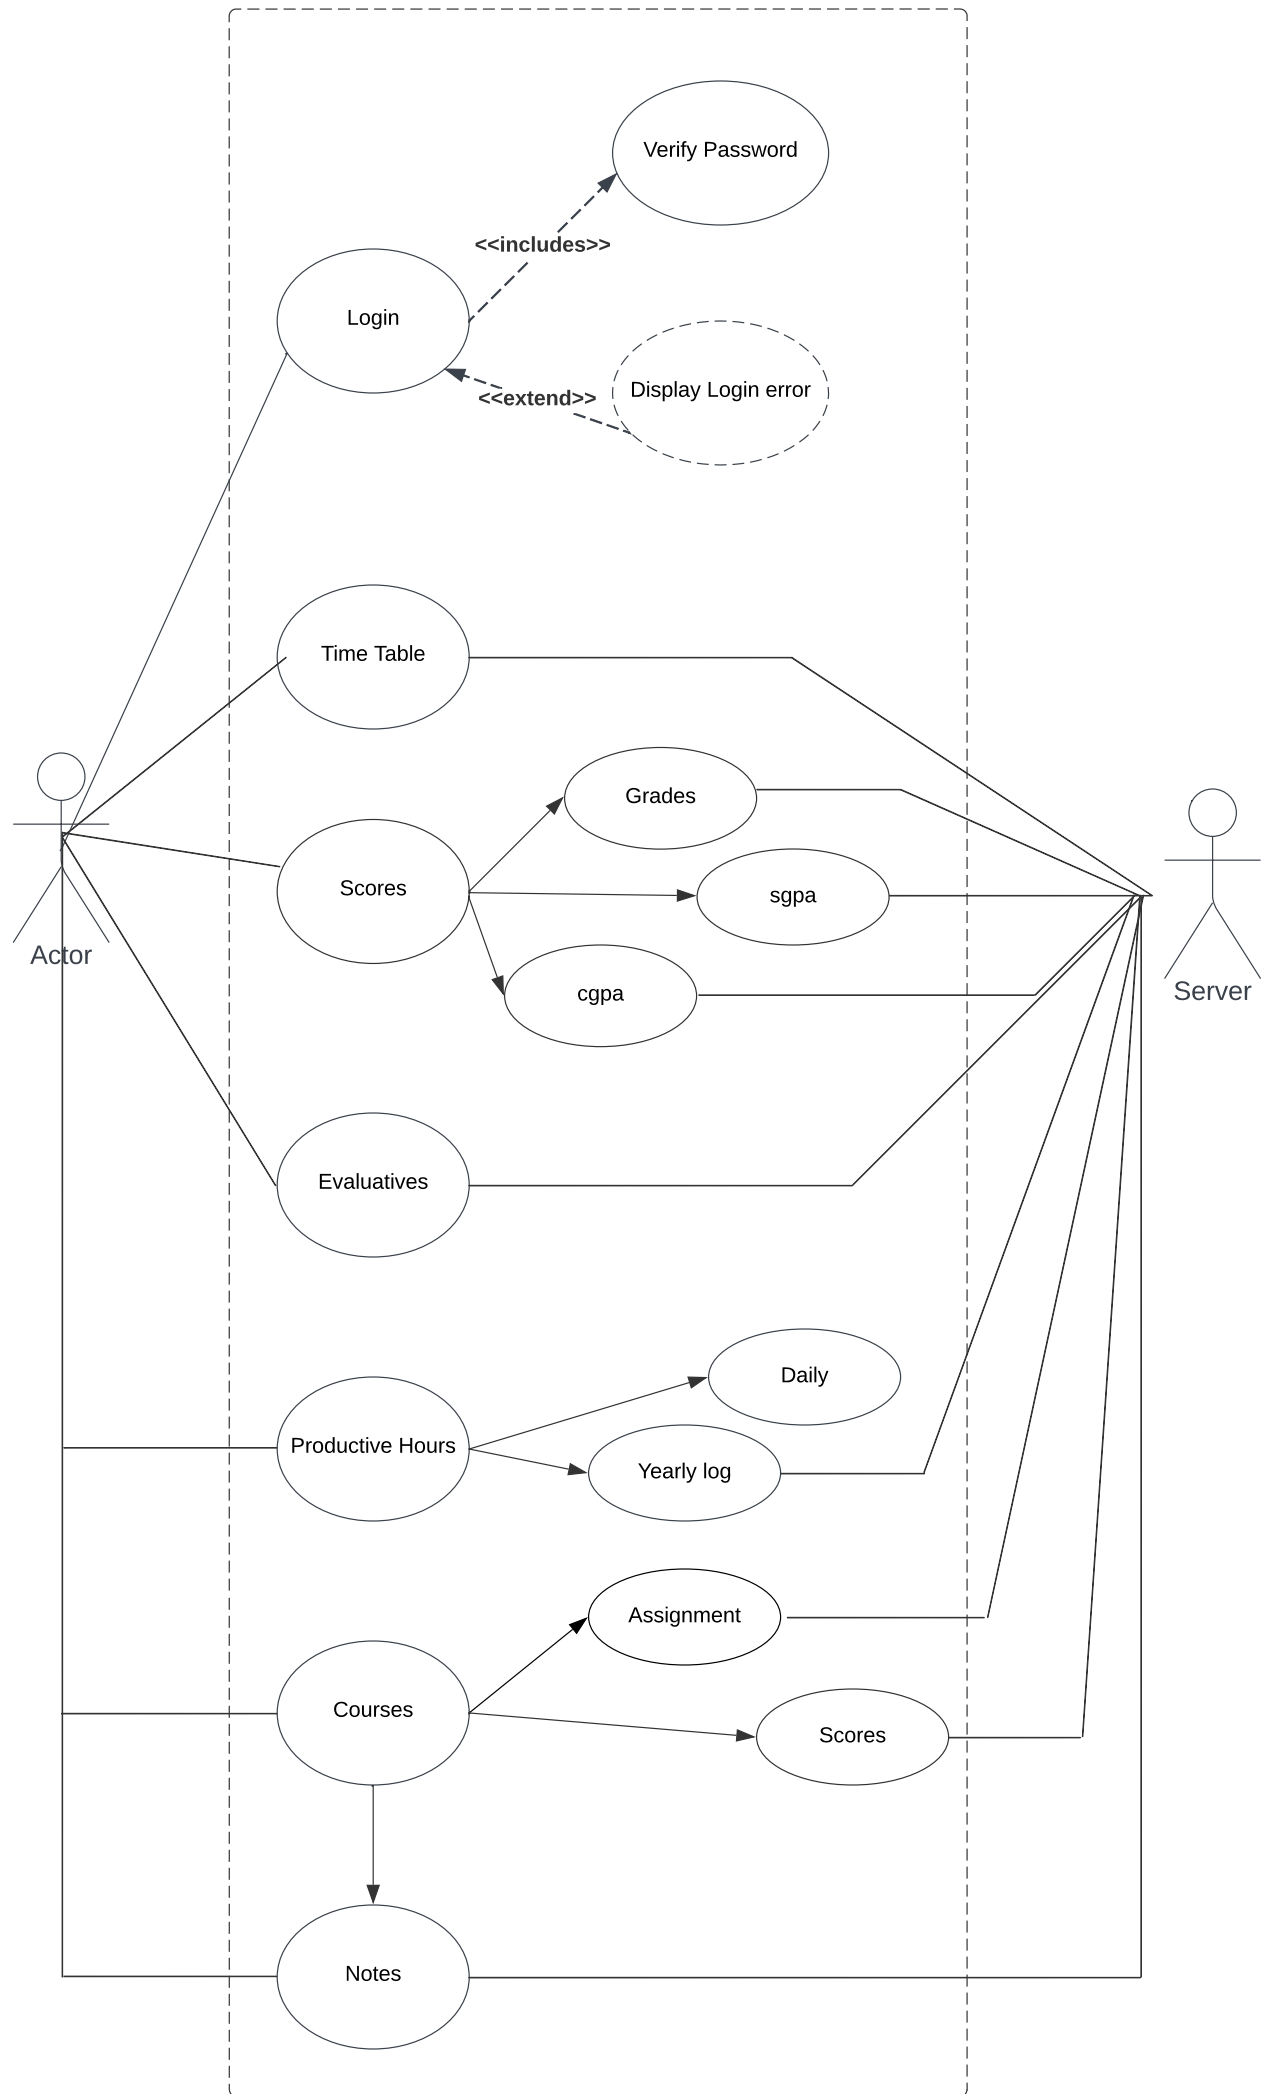 Verify Password
<<includes>>
Login
Display Login error
<<extend>>
Time Table
Grades
Scores
sgpa
Actor
cgpa
Server
Evaluatives
Daily
Productive Hours
Yearly log
Assignment
Courses
Scores
Notes